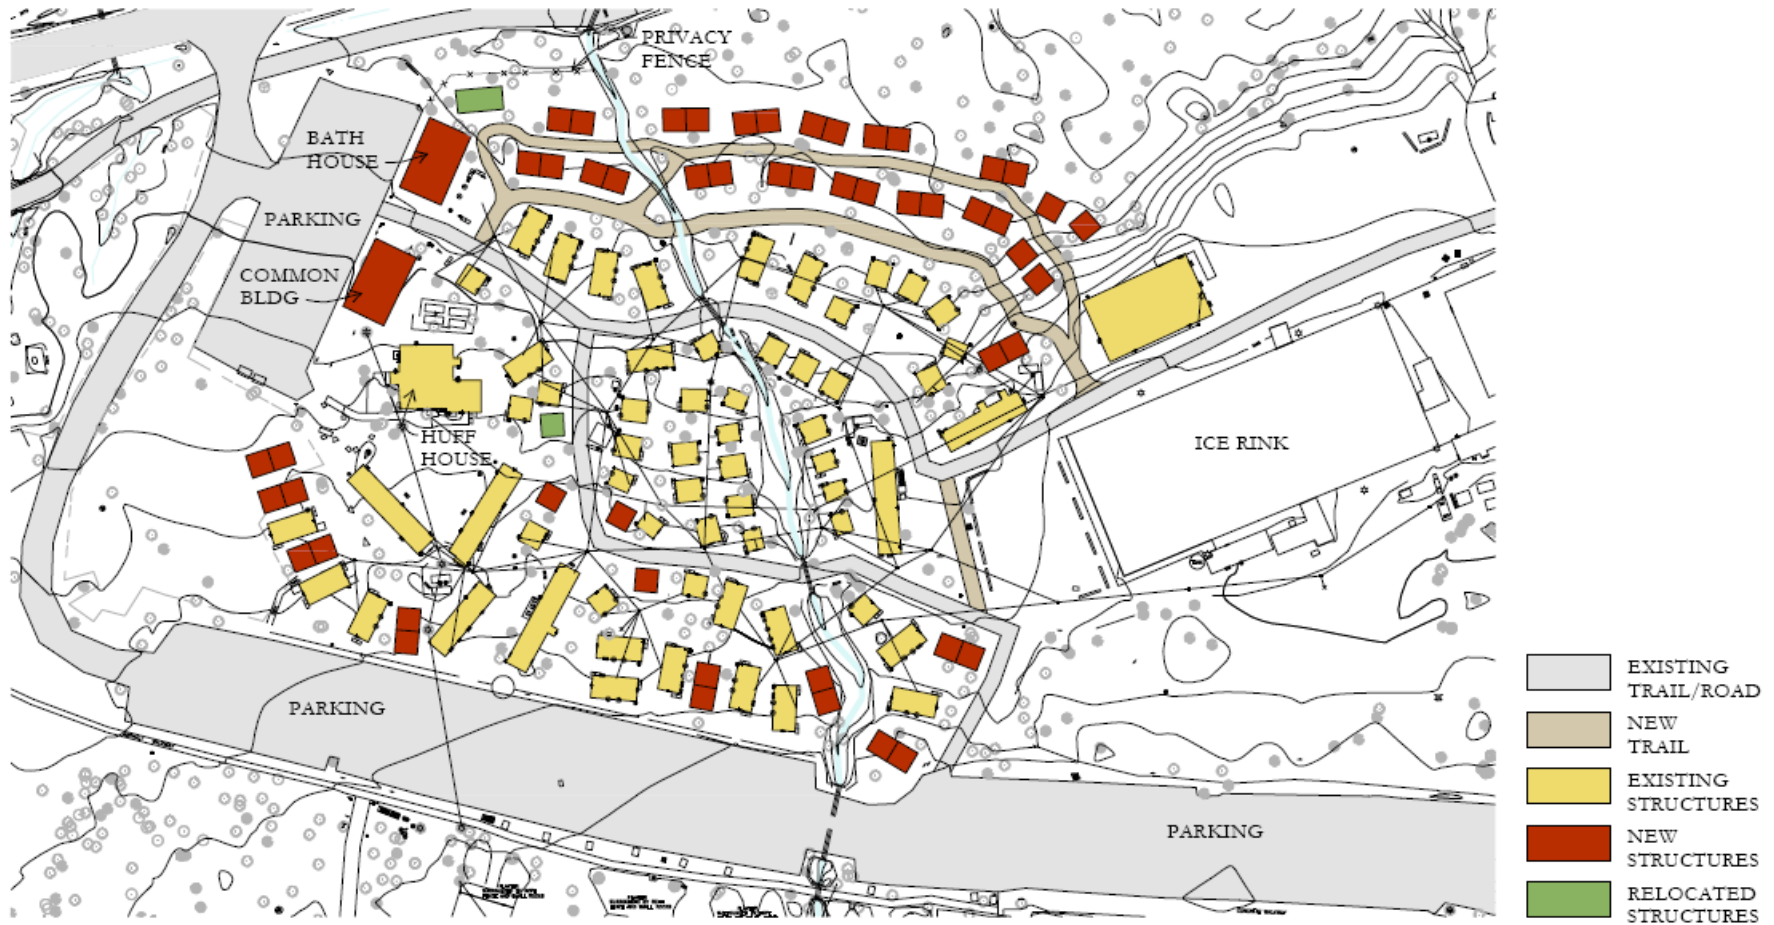 PRIVACY
FENCE
BATH
HOUSE
PARKING
COMMON
BLDG
HUFF
HOUSE
ICE RINK
PARKING
PARKING
EXISTING
TRAIL/ROAD
NEW
TRAIL
EXISTING
STRUCTURES
NEW
STRUCTURES
RELOCATED
STRUCTURES